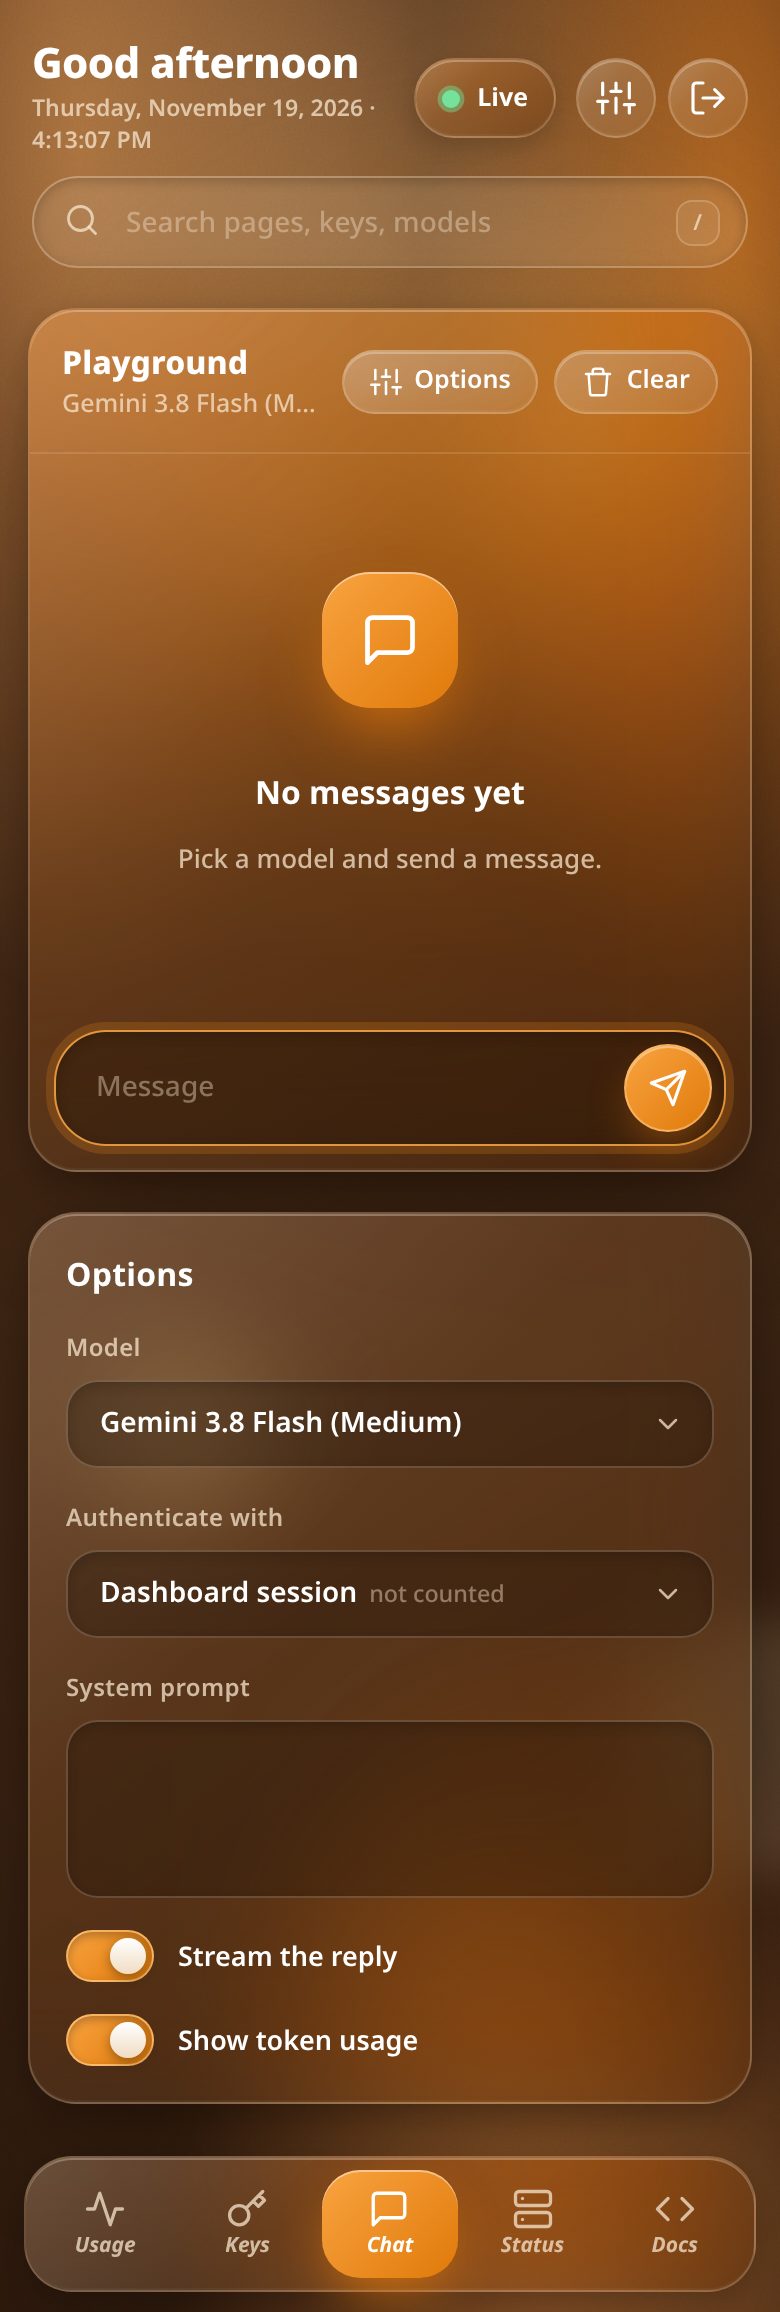 Good afternoon
Thursday, November 19, 2026 ·
4:13:07 PM
Live
Search pages, keys, models
/
Playground
Gemini 3.8 Flash (M...
Options
Clear
No messages yet
Pick a model and send a message.
Message
Options
Model
Gemini 3.8 Flash (Medium)
Authenticate with
Dashboard session not counted
System prompt
Stream the reply
Show token usage
Usage
Keys
Chat
Status
Docs